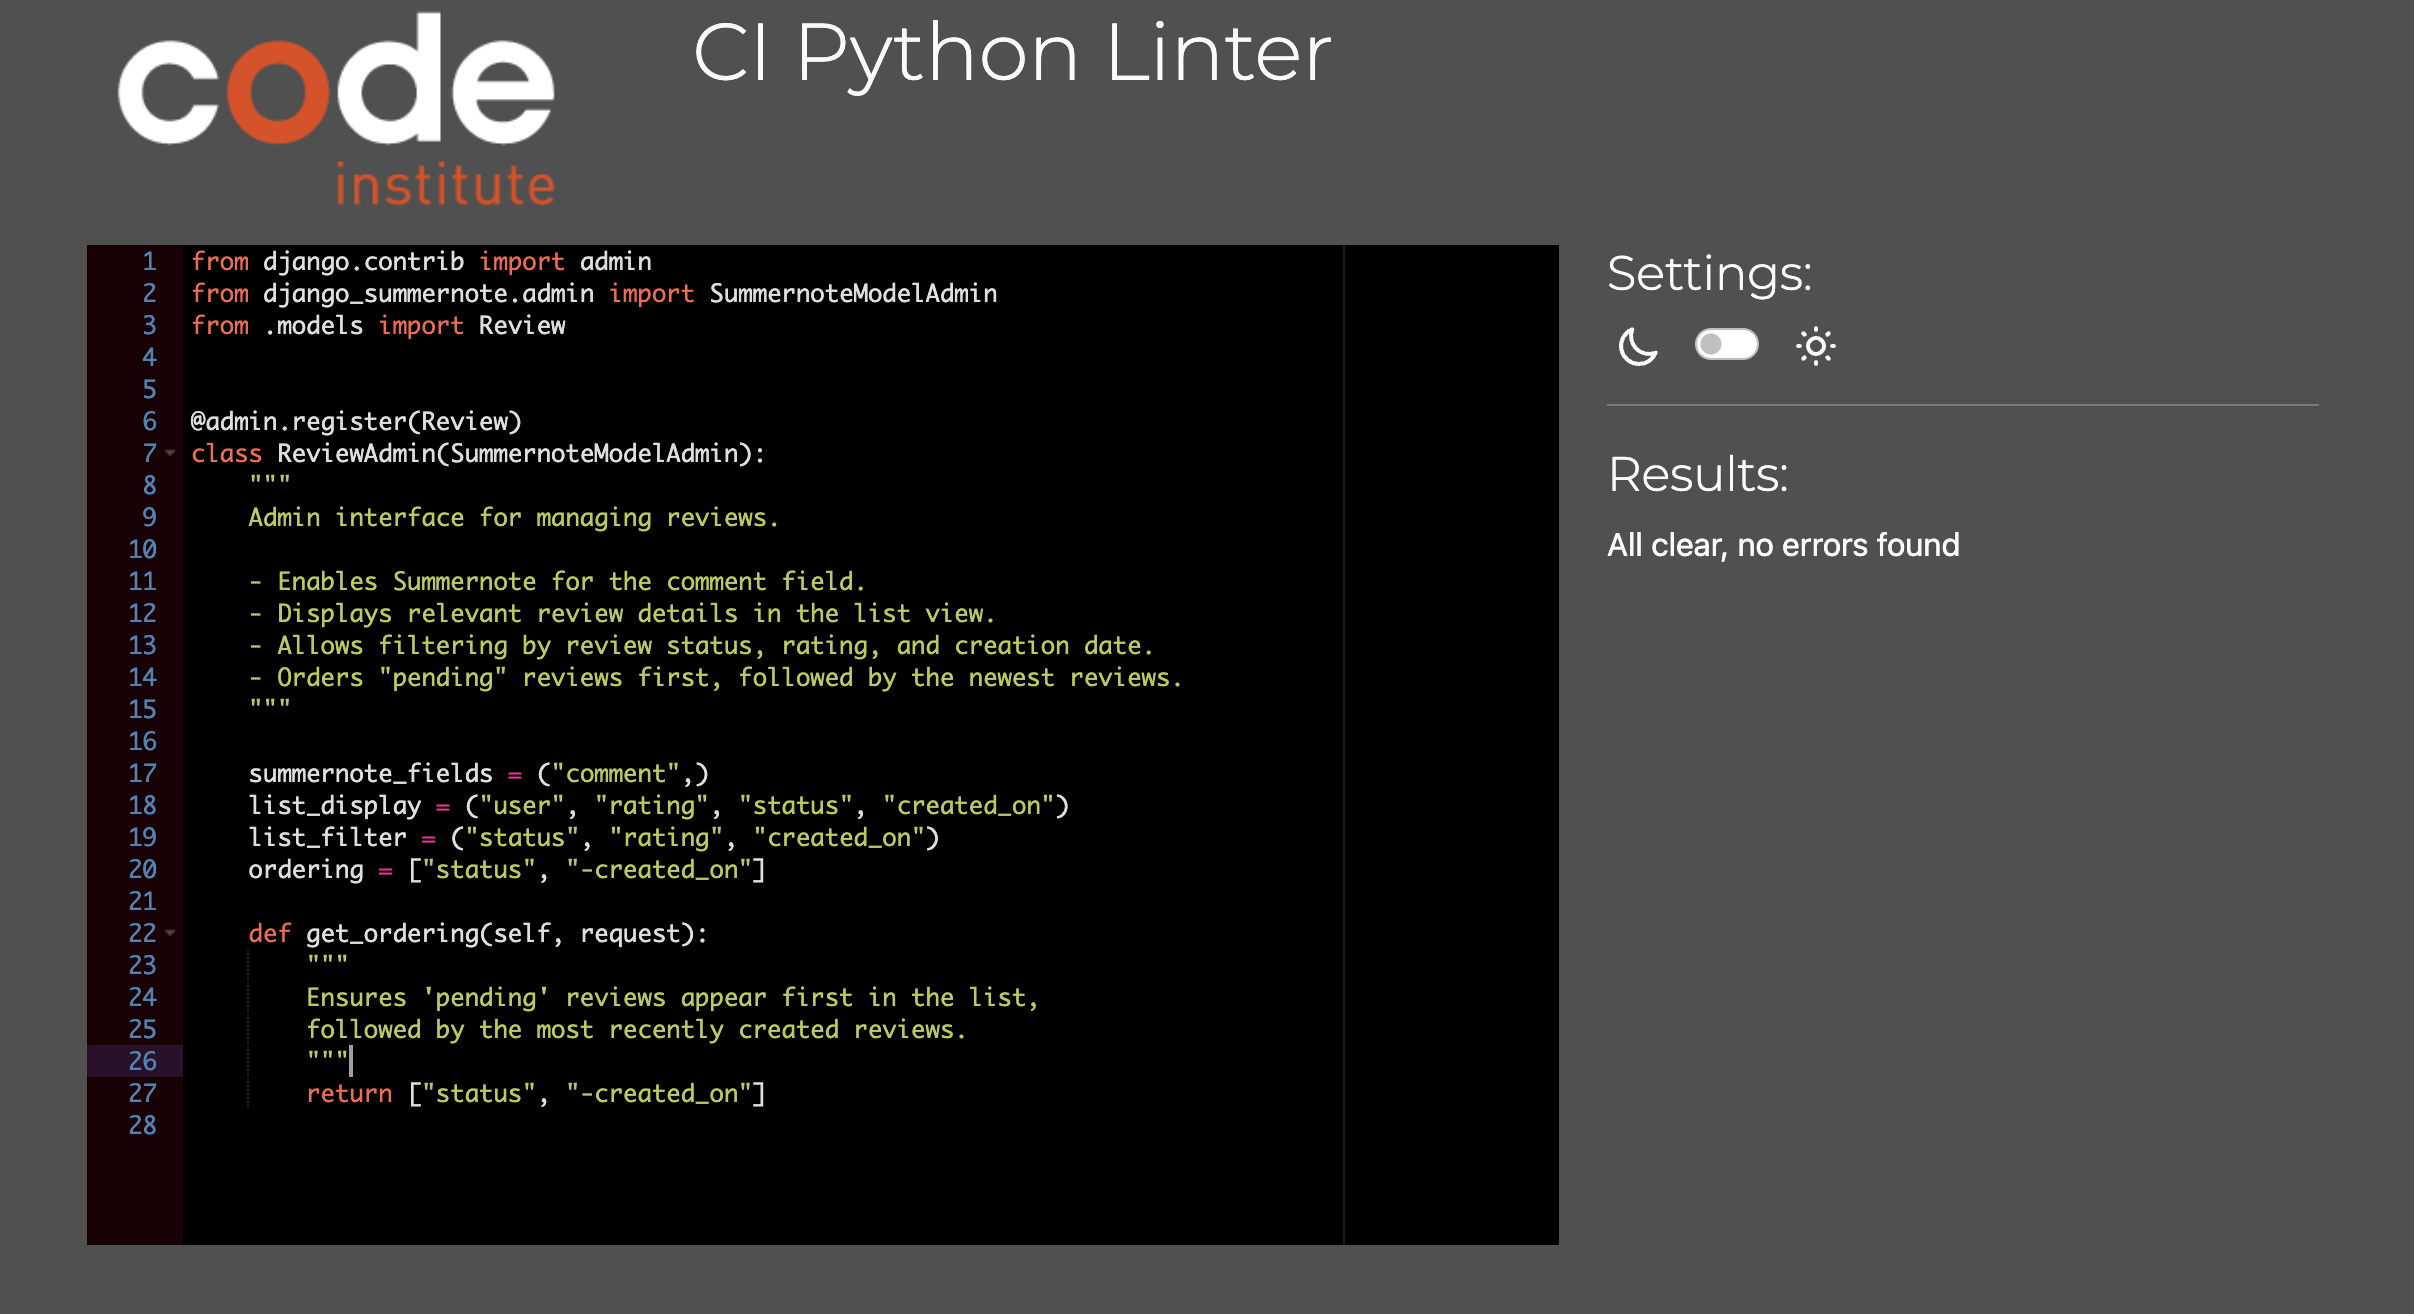 code
institute
CI Python Linter
1 from django.contrib import admin
2 from django_summernote.admin import SummernoteModelAdmin
3 from .models import Review
4
5
6 @admin.register(Review)
7 class ReviewAdmin(SummernoteModelAdmin):
8     """
9     Admin interface for managing reviews.
10
11     - Enables Summernote for the comment field.
12     - Displays relevant review details in the list view.
13     - Allows filtering by review status, rating, and creation date.
14     - Orders "pending" reviews first, followed by the newest reviews.
15     """
16
17     summernote_fields = ("comment",)
18     list_display = ("user", "rating", "status", "created_on")
19     list_filter = ("status", "rating", "created_on")
20     ordering = ["status", "-created_on"]
21
22     def get_ordering(self, request):
23         """
24         Ensures 'pending' reviews appear first in the list,
25         followed by the most recently created reviews.
26         """
27         return ["status", "-created_on"]
28
Settings:
Results:
All clear, no errors found